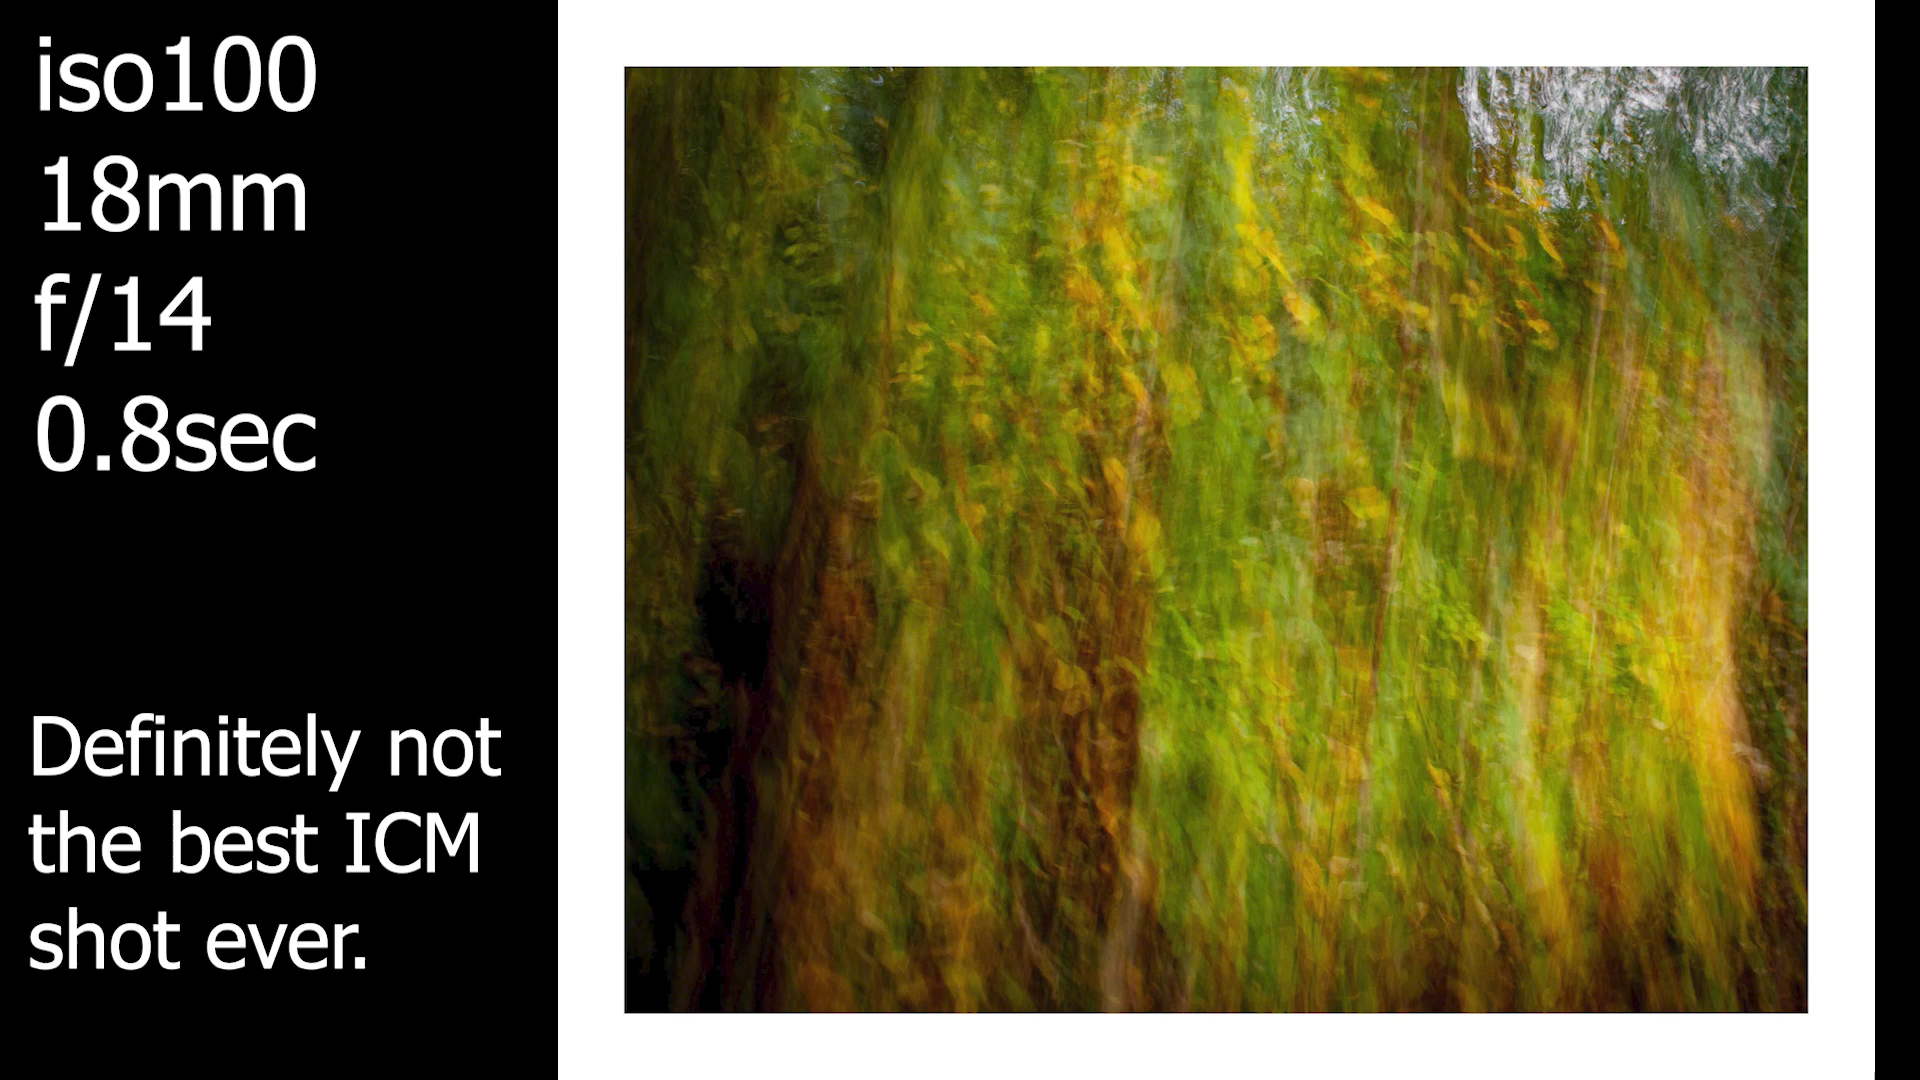 iso100
18mm
f/14
0.8sec
Definitely not
the best ICM
shot ever.